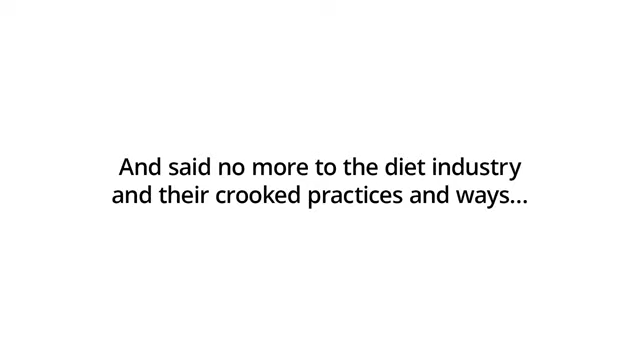 And said no more to the diet industry
and their crooked practices and ways...